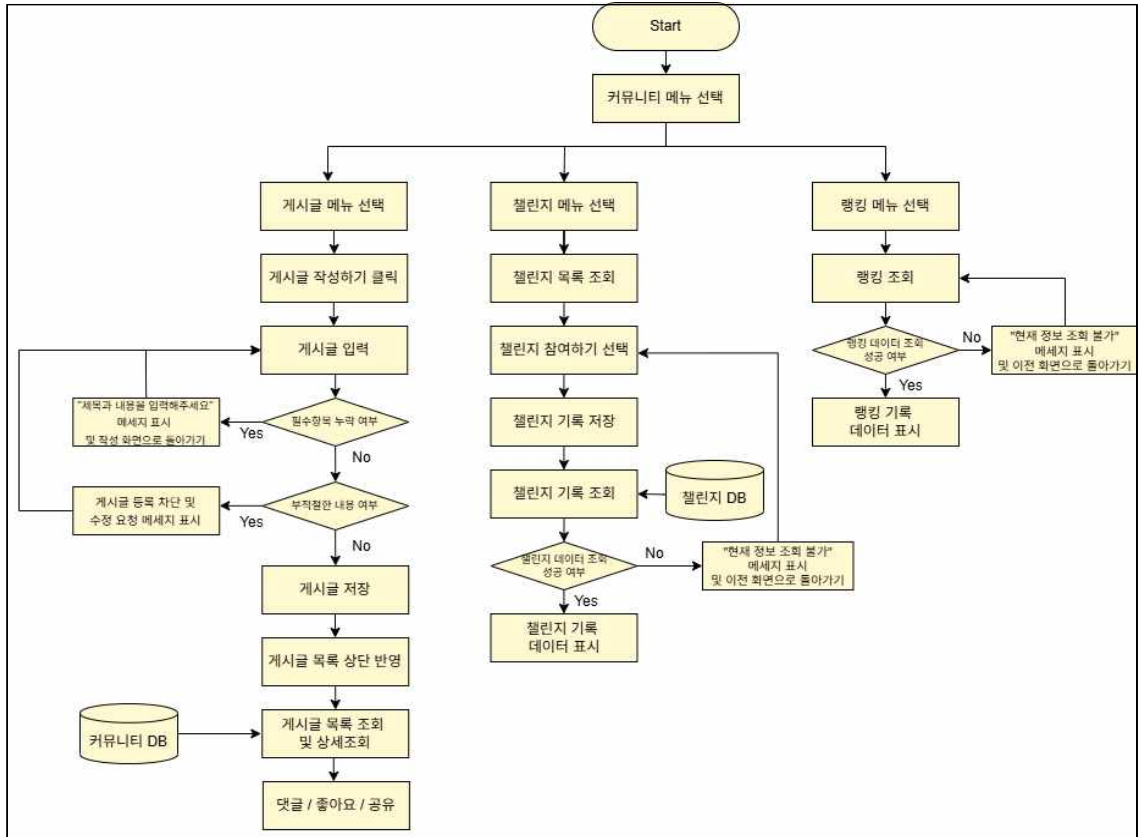 Start
커뮤니티 메뉴 선택
게시글 메뉴 선택
챌린지 메뉴 선택
랭킹 메뉴 선택
게시글 작성하기 클릭
챌린지 목록 조회
랭킹 조회
게시글 입력
챌린지 참여하기 선택
랭킹 데이터 조회
성공 여부
No
"현재 정보 조회 불가"
메세지 표시
및 이전 화면으로 돌아가기
Yes
"제목과 내용을 입력해주세요"
메세지 표시
및 작성 화면으로 돌아가기
Yes
필수항목 누락 여부
챌린지 기록 저장
랭킹 기록
데이터 표시
No
게시글 등록 차단 및
수정 요청 메세지 표시
Yes
부적절한 내용 여부
챌린지 기록 조회
챌린지 DB
No
챌린지 데이터 조회
성공 여부
No
"현재 정보 조회 불가"
메세지 표시
및 이전 화면으로 돌아가기
게시글 저장
Yes
챌린지 기록
데이터 표시
게시글 목록 상단 반영
커뮤니티 DB
게시글 목록 조회
및 상세조회
댓글 / 좋아요 / 공유